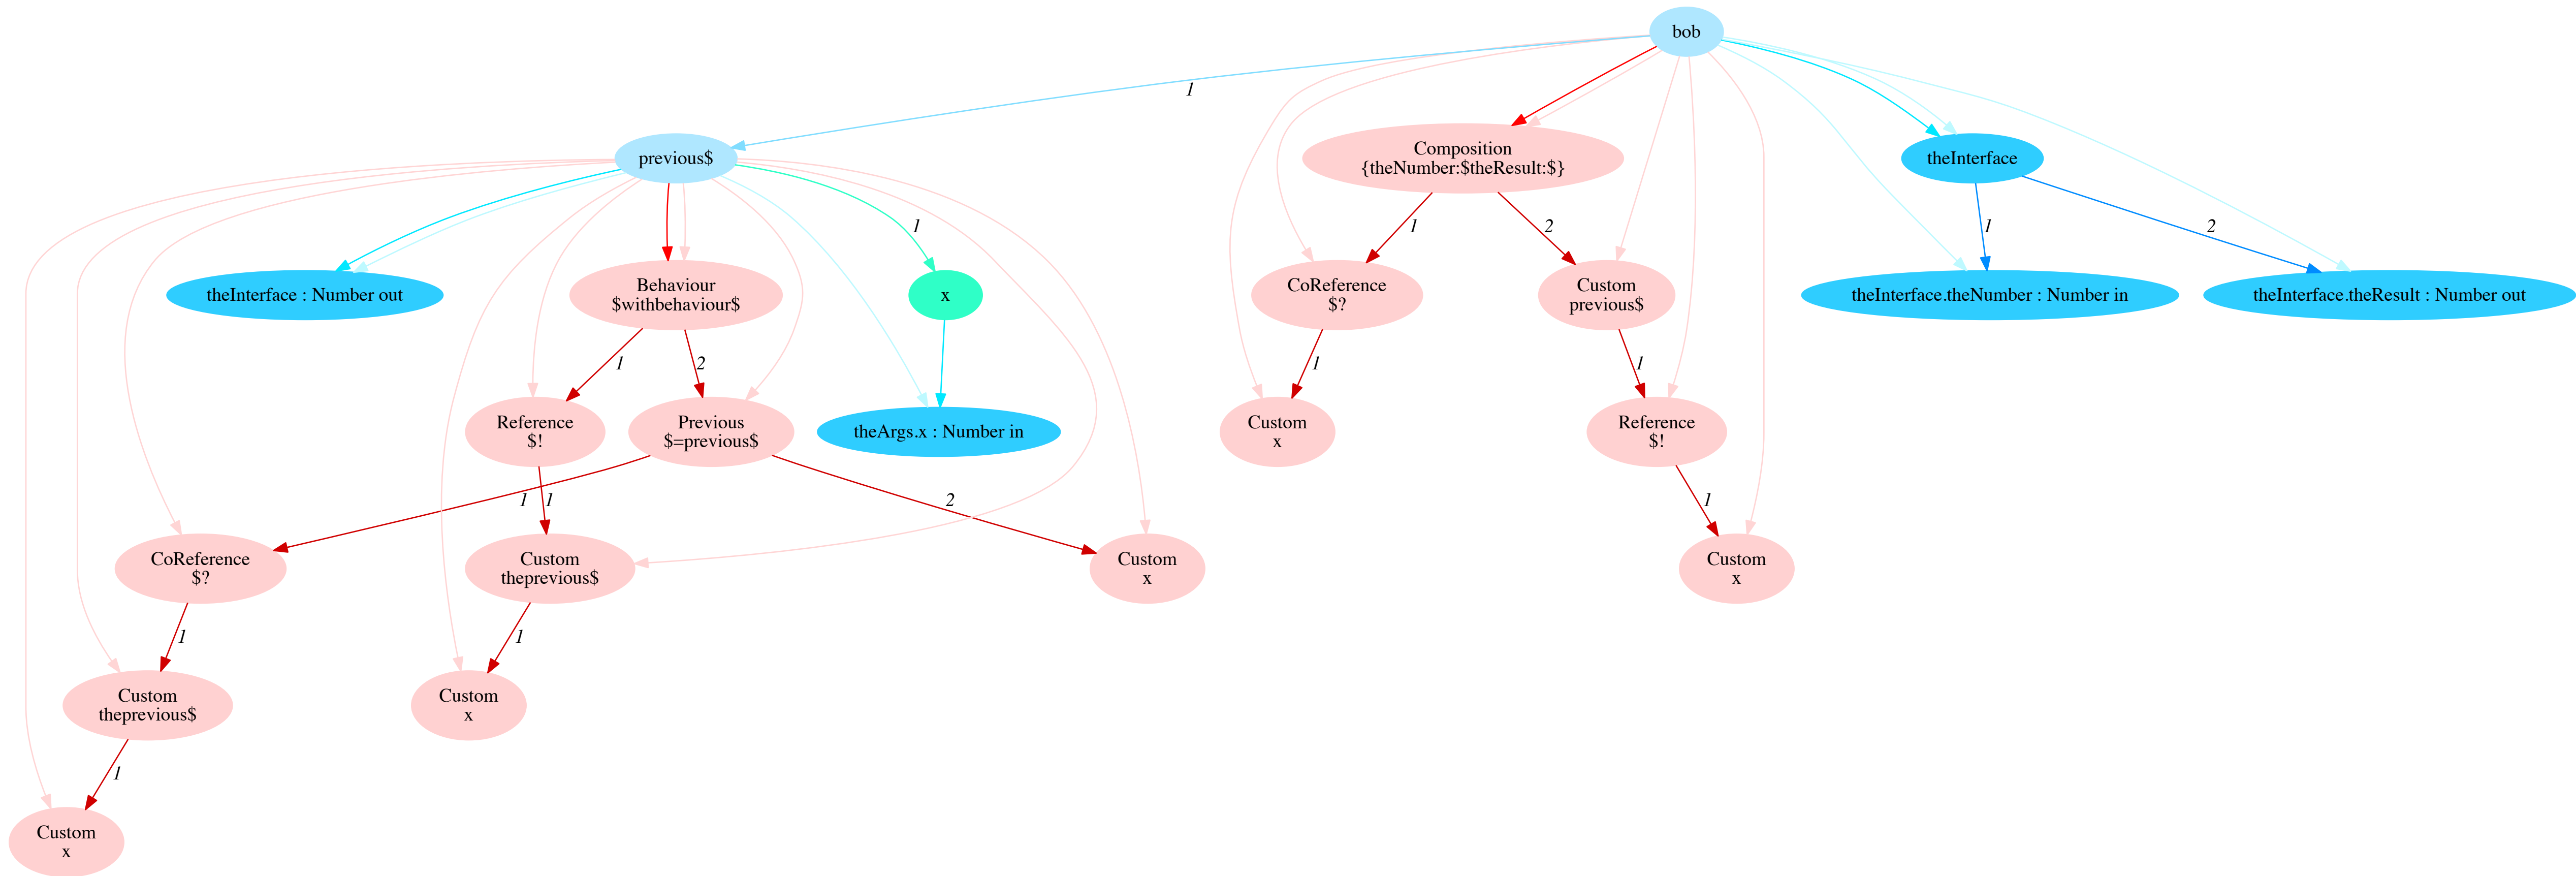 bob
1
previous$
Composition
{theNumber:$theResult:$}
theInterface
1
1
2
1
2
theInterface : Number out
Behaviour
$withbehaviour$
x
CoReference
$?
Custom
previous$
theInterface.theNumber : Number in
theInterface.theResult : Number out
1
2
1
1
Reference
$!
Previous
$=previous$
theArgs.x : Number in
Custom
x
Reference
$!
1
1
2
1
CoReference
$?
Custom
theprevious$
Custom
x
Custom
x
1
1
Custom
theprevious$
Custom
x
1
Custom
x